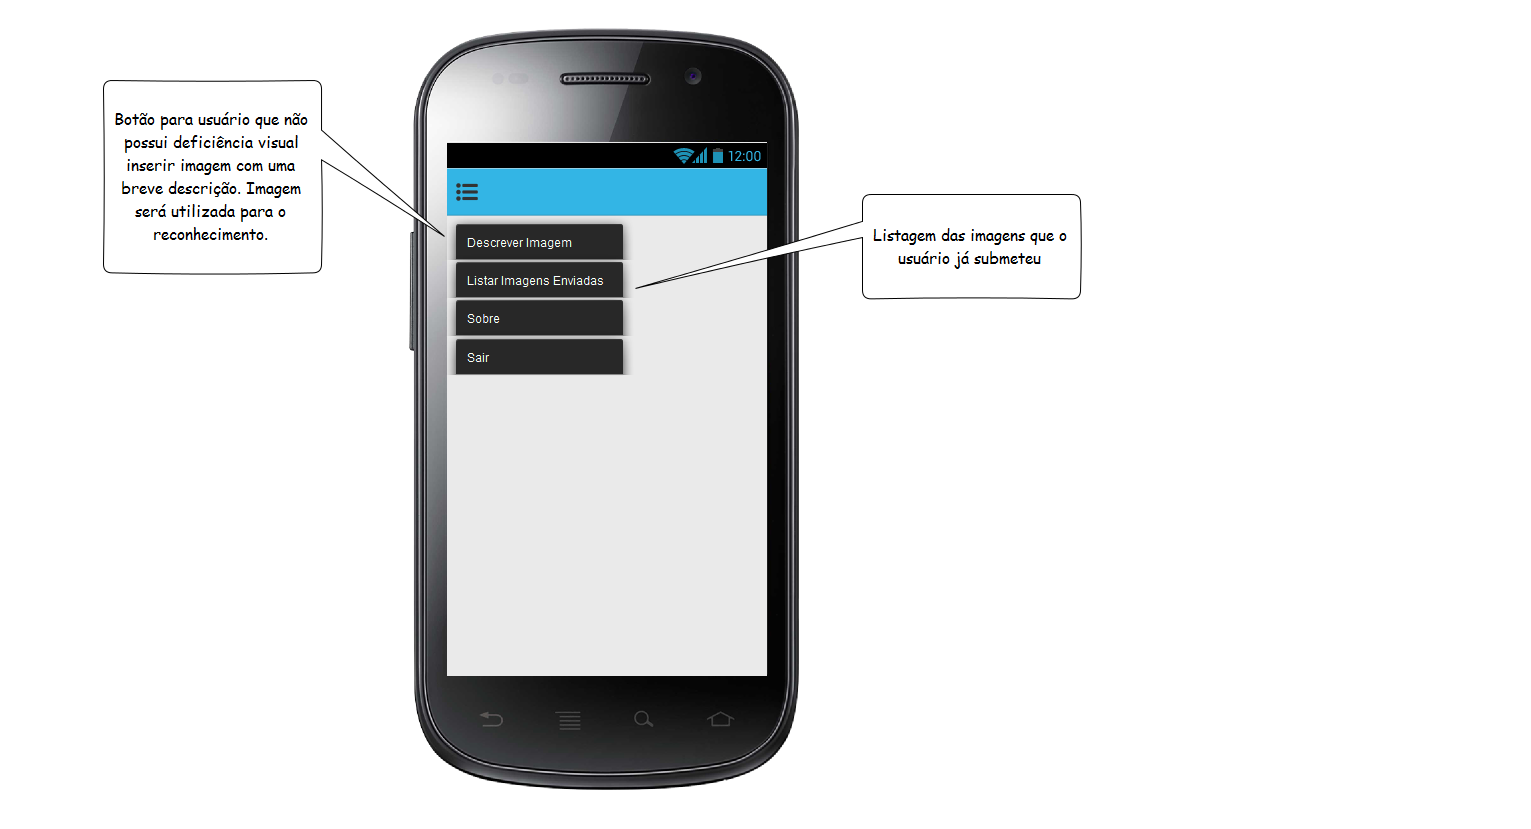 Botão para usuário que não
possui deficiência visual
inserir imagem com uma
breve descrição. Imagem
será utilizada para o
reconhecimento.
12:00
Descrever Imagem
Listar Imagens Enviadas
Sobre
Sair
Listagem das imagens que o
usuário já submeteu